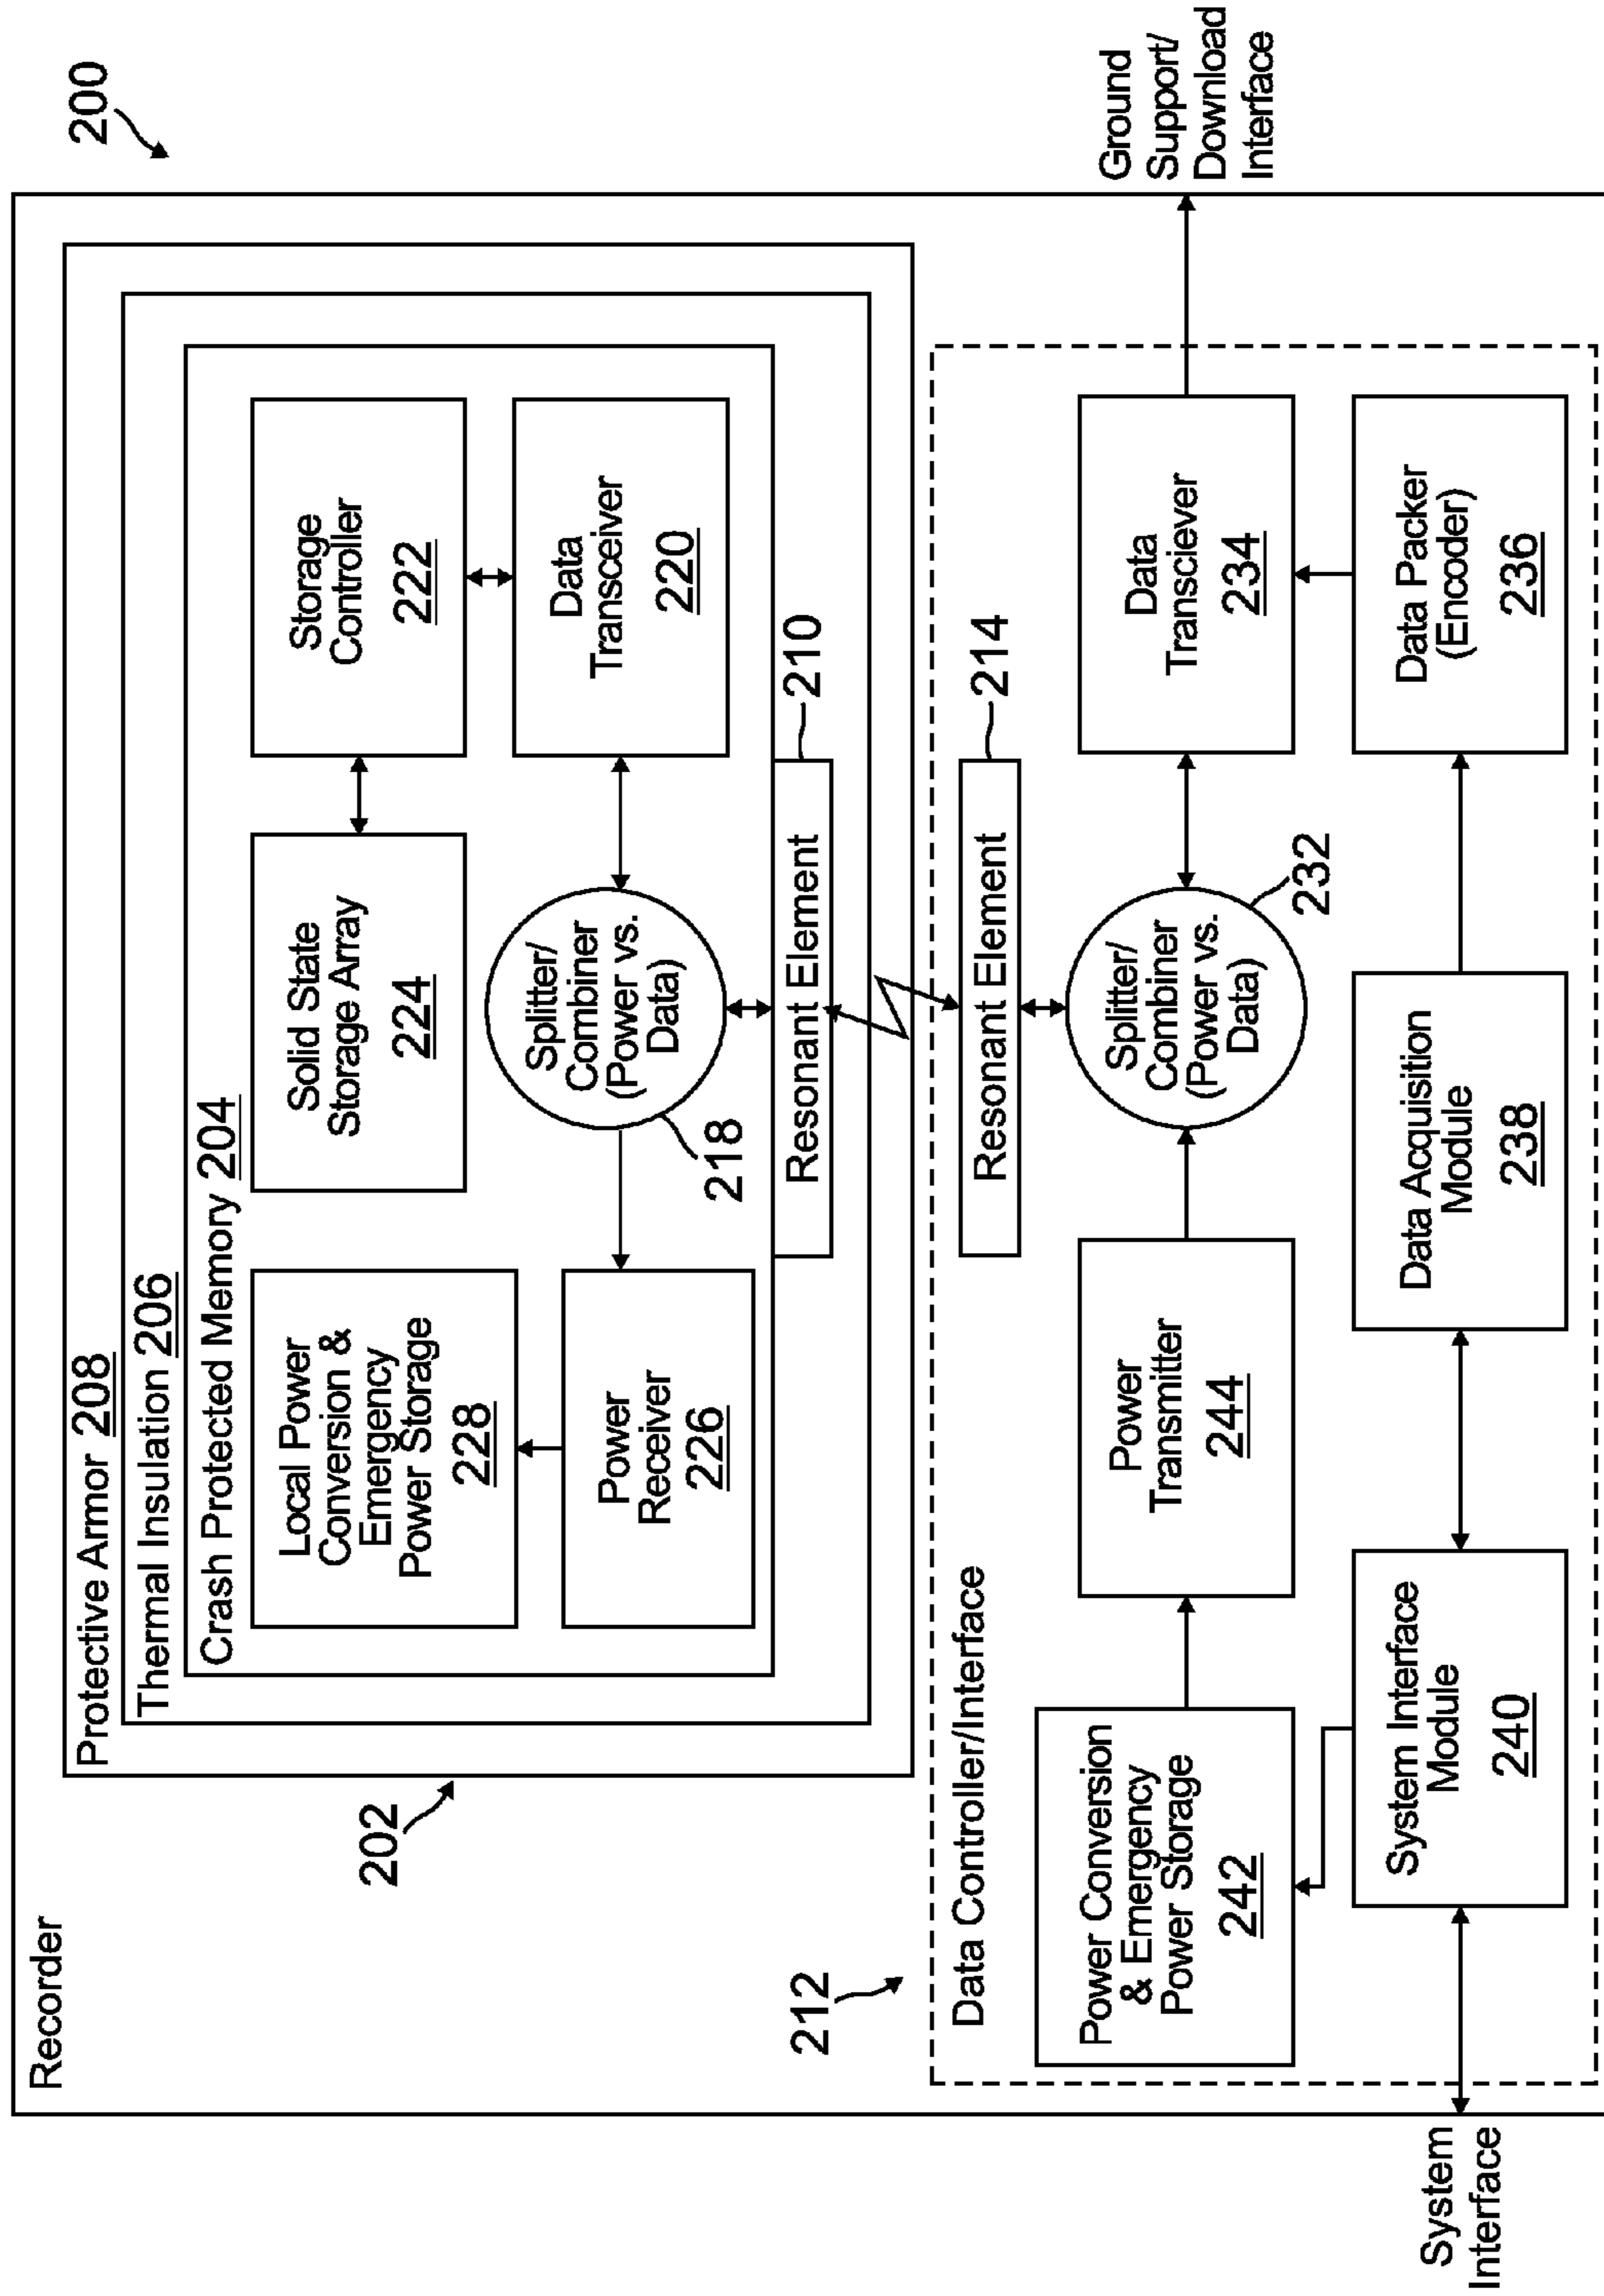 200
Recorder
202
Protective Armor 208
Thermal Insulation 206
Crash Protected Memory 204
Local Power
Conversion &
Emergency
Power Storage
228
Solid State
Storage Array
224
Storage
Controller
222
Power
Receiver
226
Splitter/
Combiner
(Power vs.
Data)
218
Data
Transceiver
220
Resonant Element
210
212
Data Controller/Interface
Resonant Element
214
Power Conversion
& Emergency
Power Storage
242
Power
Transmitter
244
Splitter/
Combiner
(Power vs.
Data)
232
Data
Transciever
234
Ground
Support/
Download
Interface
System
Interface
System Interface
Module
240
Data Acquisition
Module
238
Data Packer
(Encoder)
236